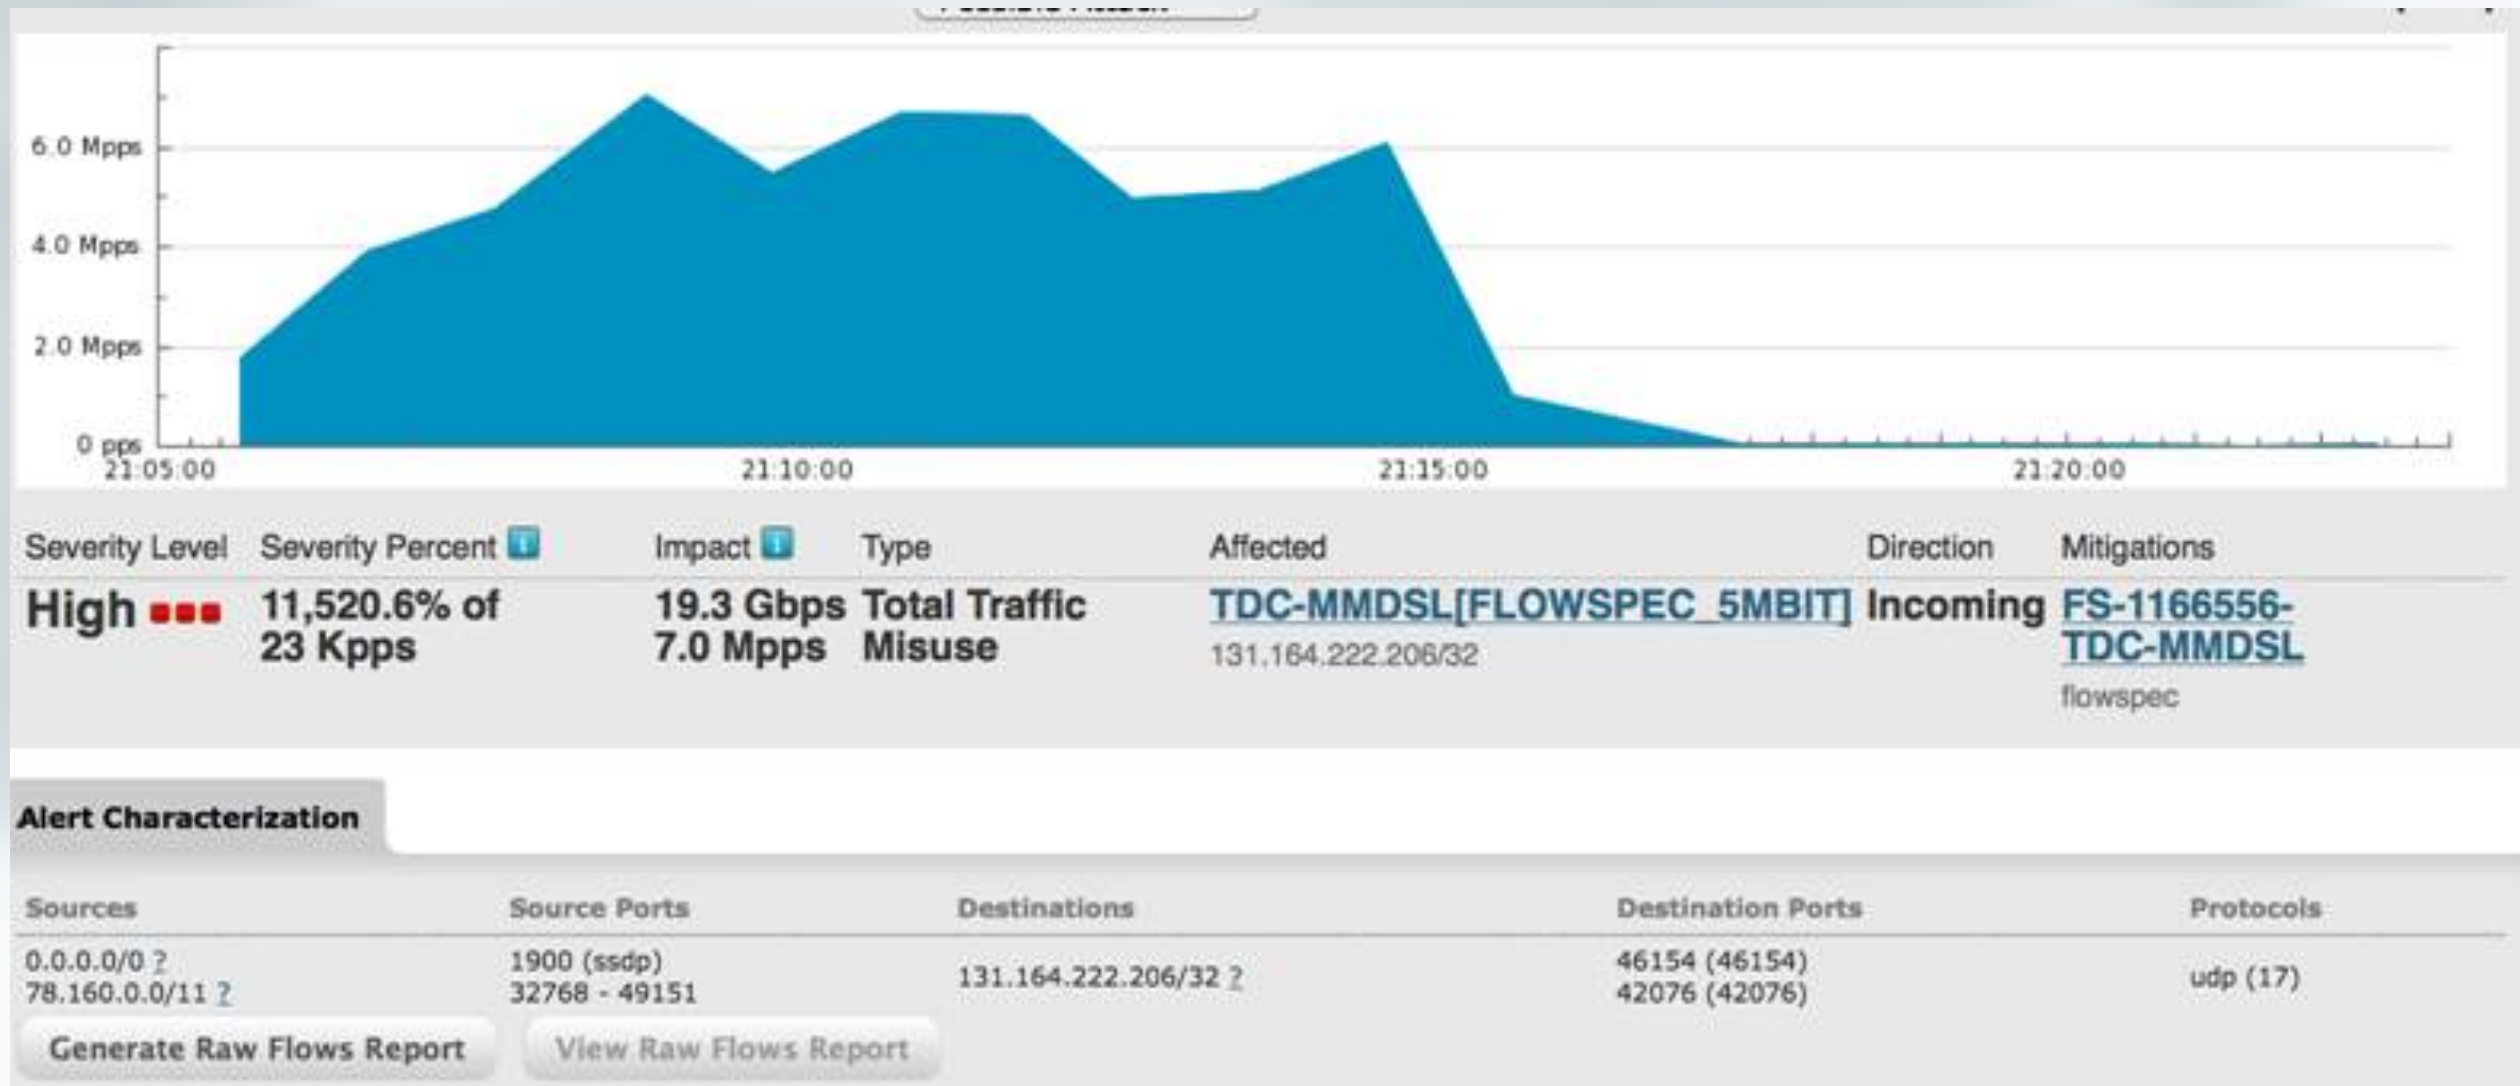 6.0 Mpps
4.0 Mpps
2.0 Mpps
0 pps
21:05:00 21:10:00 21:15:00 21:20:00
Severity Level Severity Percent i Impact i Type Affected Direction Mitigations
High 11,520.6% of 19.3 Gbps Total Traffic TDC-MMDSL[FLOWSPEC_5MBIT] Incoming FS-1166556-
23 Kpps 7.0 Mpps Misuse 131.164.222.206/32 TDC-MMDSL
flowspec
Alert Characterization
Sources Source Ports Destinations Destination Ports Protocols
0.0.0.0/0 ? 1900 (ssdp) 131.164.222.206/32 ? 46154 (46154) udp (17)
78.160.0.0/11 ? 32768 - 49151 42076 (42076)
Generate Raw Flows Report View Raw Flows Report